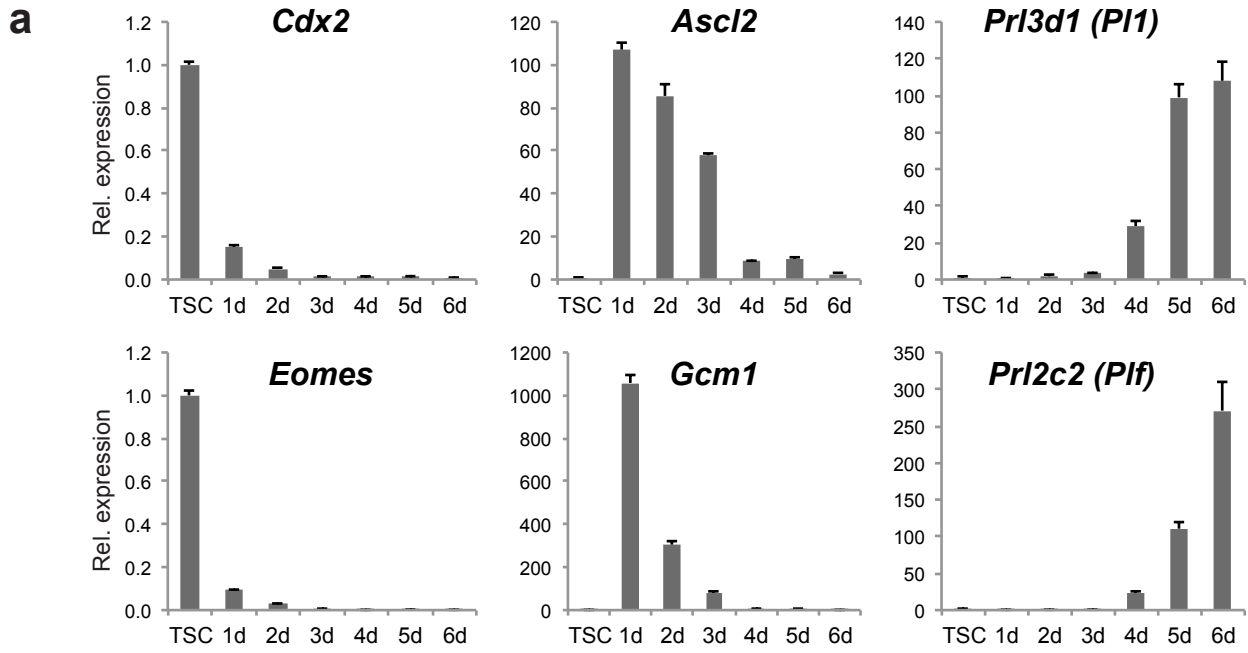 a
Cdx2
Rel. expression
1.2
1.0
0.8
0.6
0.4
0.2
0.0
TSC 1d 2d 3d 4d 5d 6d
Ascl2
120
100
80
60
40
20
0
TSC 1d 2d 3d 4d 5d 6d
Prl3d1 (Pl1)
140
120
100
80
60
40
20
0
TSC 1d 2d 3d 4d 5d 6d
Eomes
Rel. expression
1.2
1.0
0.8
0.6
0.4
0.2
0.0
TSC 1d 2d 3d 4d 5d 6d
Gcm1
1200
1000
800
600
400
200
0
TSC 1d 2d 3d 4d 5d 6d
Prl2c2 (Plf)
350
300
250
200
150
100
50
0
TSC 1d 2d 3d 4d 5d 6d